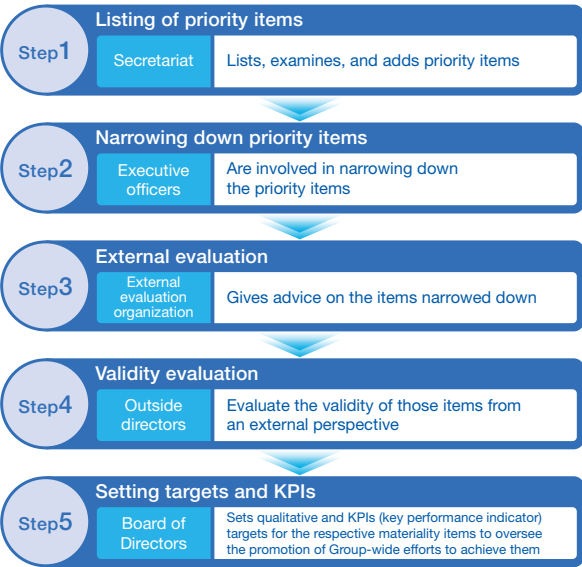 Listing of priority items
Step1
Secretariat
Lists, examines, and adds priority items
Narrowing down priority items
Step2
Executive
officers
Are involved in narrowing down
the priority items
External evaluation
Step3
External
evaluation
organization
Gives advice on the items narrowed down
Validity evaluation
Step4
Outside
directors
Evaluate the validity of those items from
an external perspective
Setting targets and KPIs
Step5
Board of
Directors
Sets qualitative and KPIs (key performance indicator)
targets for the respective materiality items to oversee
the promotion of Group-wide efforts to achieve them